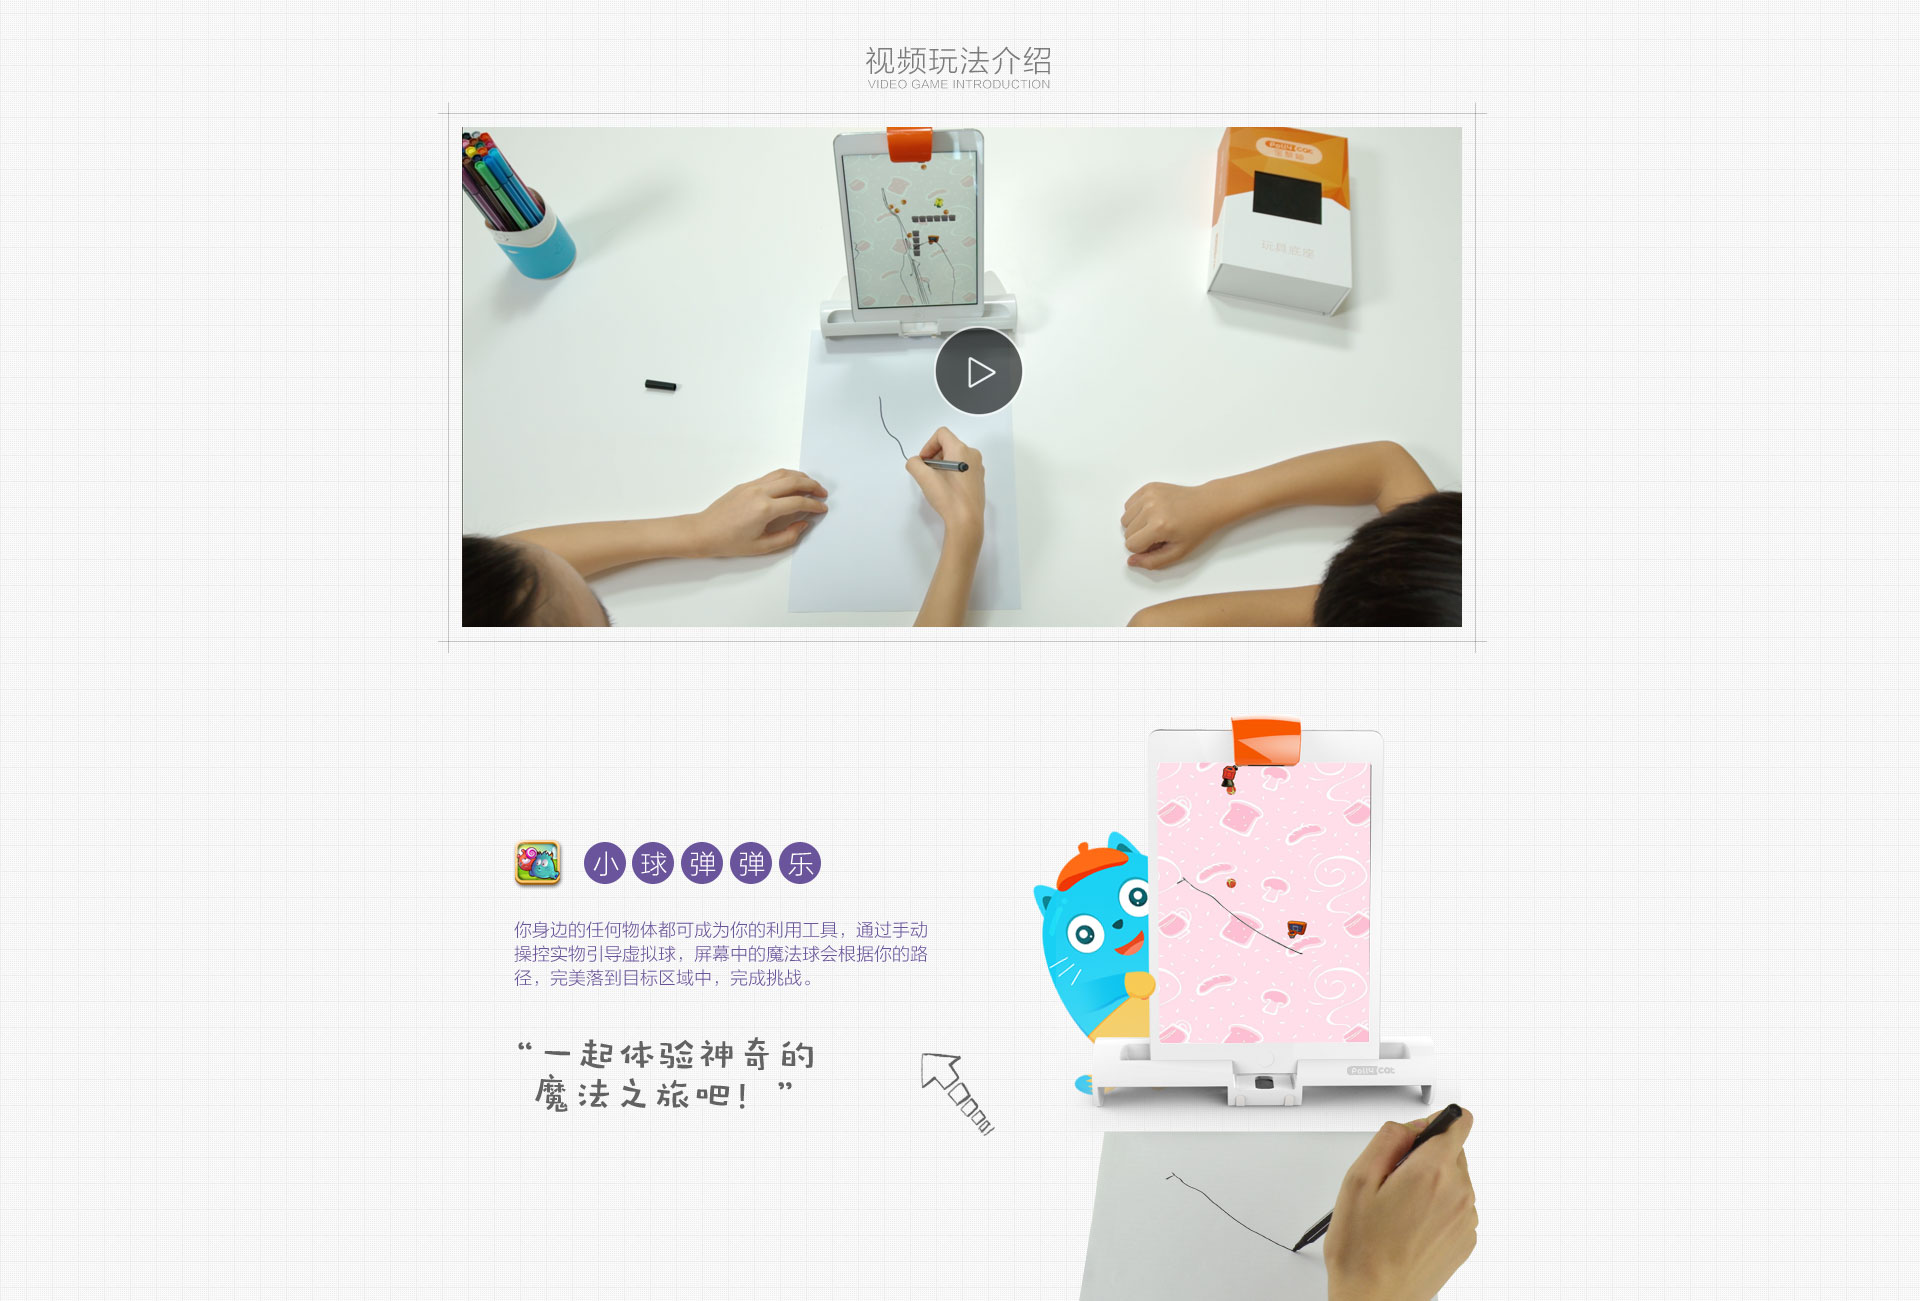 视频玩法介绍
VIDEO GAME INTRODUCTION
玩具底座
小球弹弹乐
你身边的任何物体都可成为你的利用工具，通过手动
操控实物引导虚拟球，屏幕中的魔法球会根据你的路
径，完美落到目标区域中，完成挑战。
“一起体验神奇的
魔法之旅吧！”